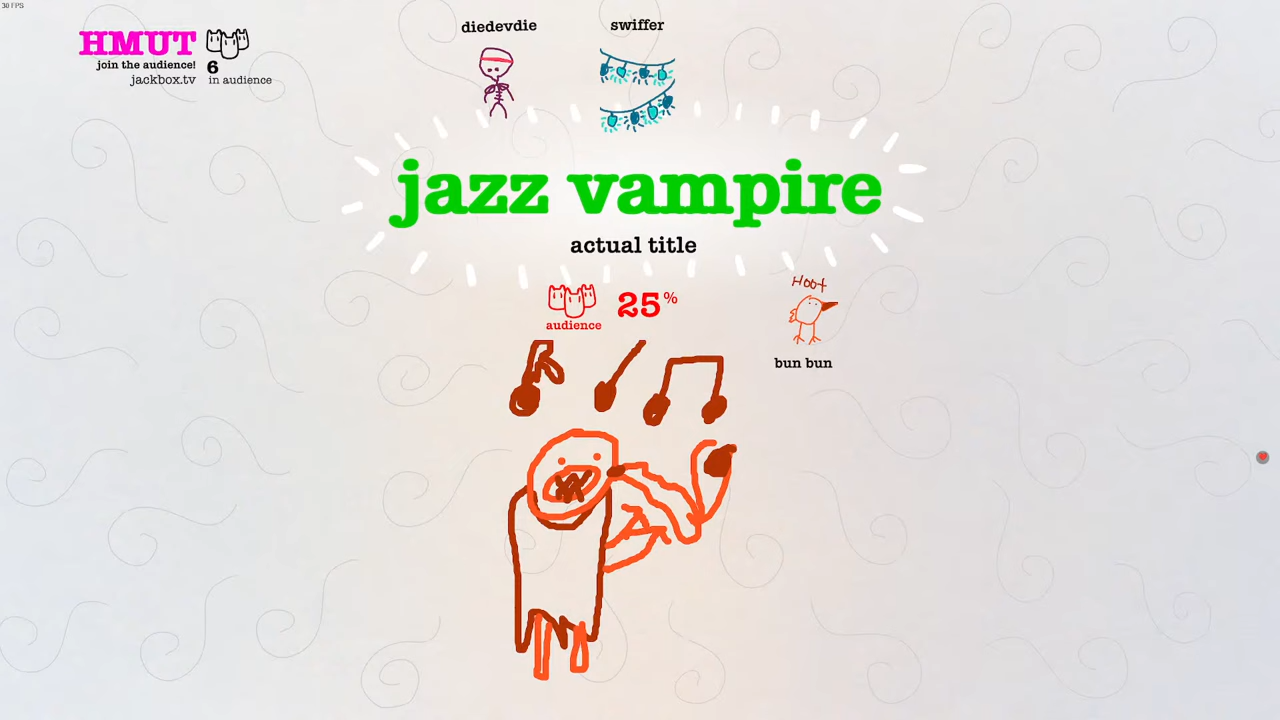 30 FPS
HMUT
join the audience!
jackbox.tv
6
in audience
diedevdie
swiffer
jazz vampire
actual title
audience
25%
Hoot
bun bun